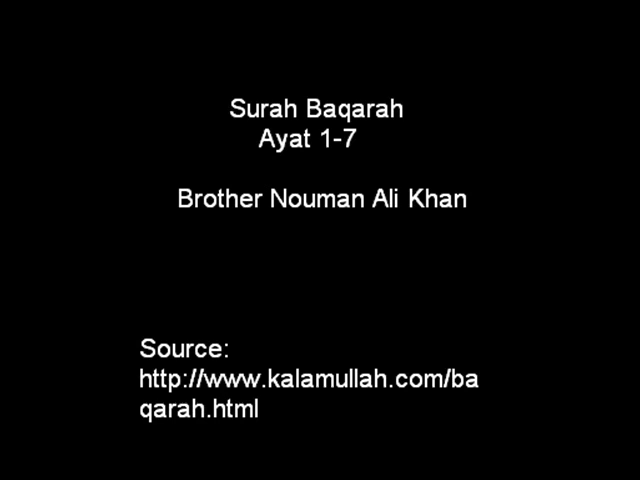 Surah Baqarah
Ayat 1-7
Brother Nouman Ali Khan
Source:
http://www.kalamullah.com/ba
qarah.html